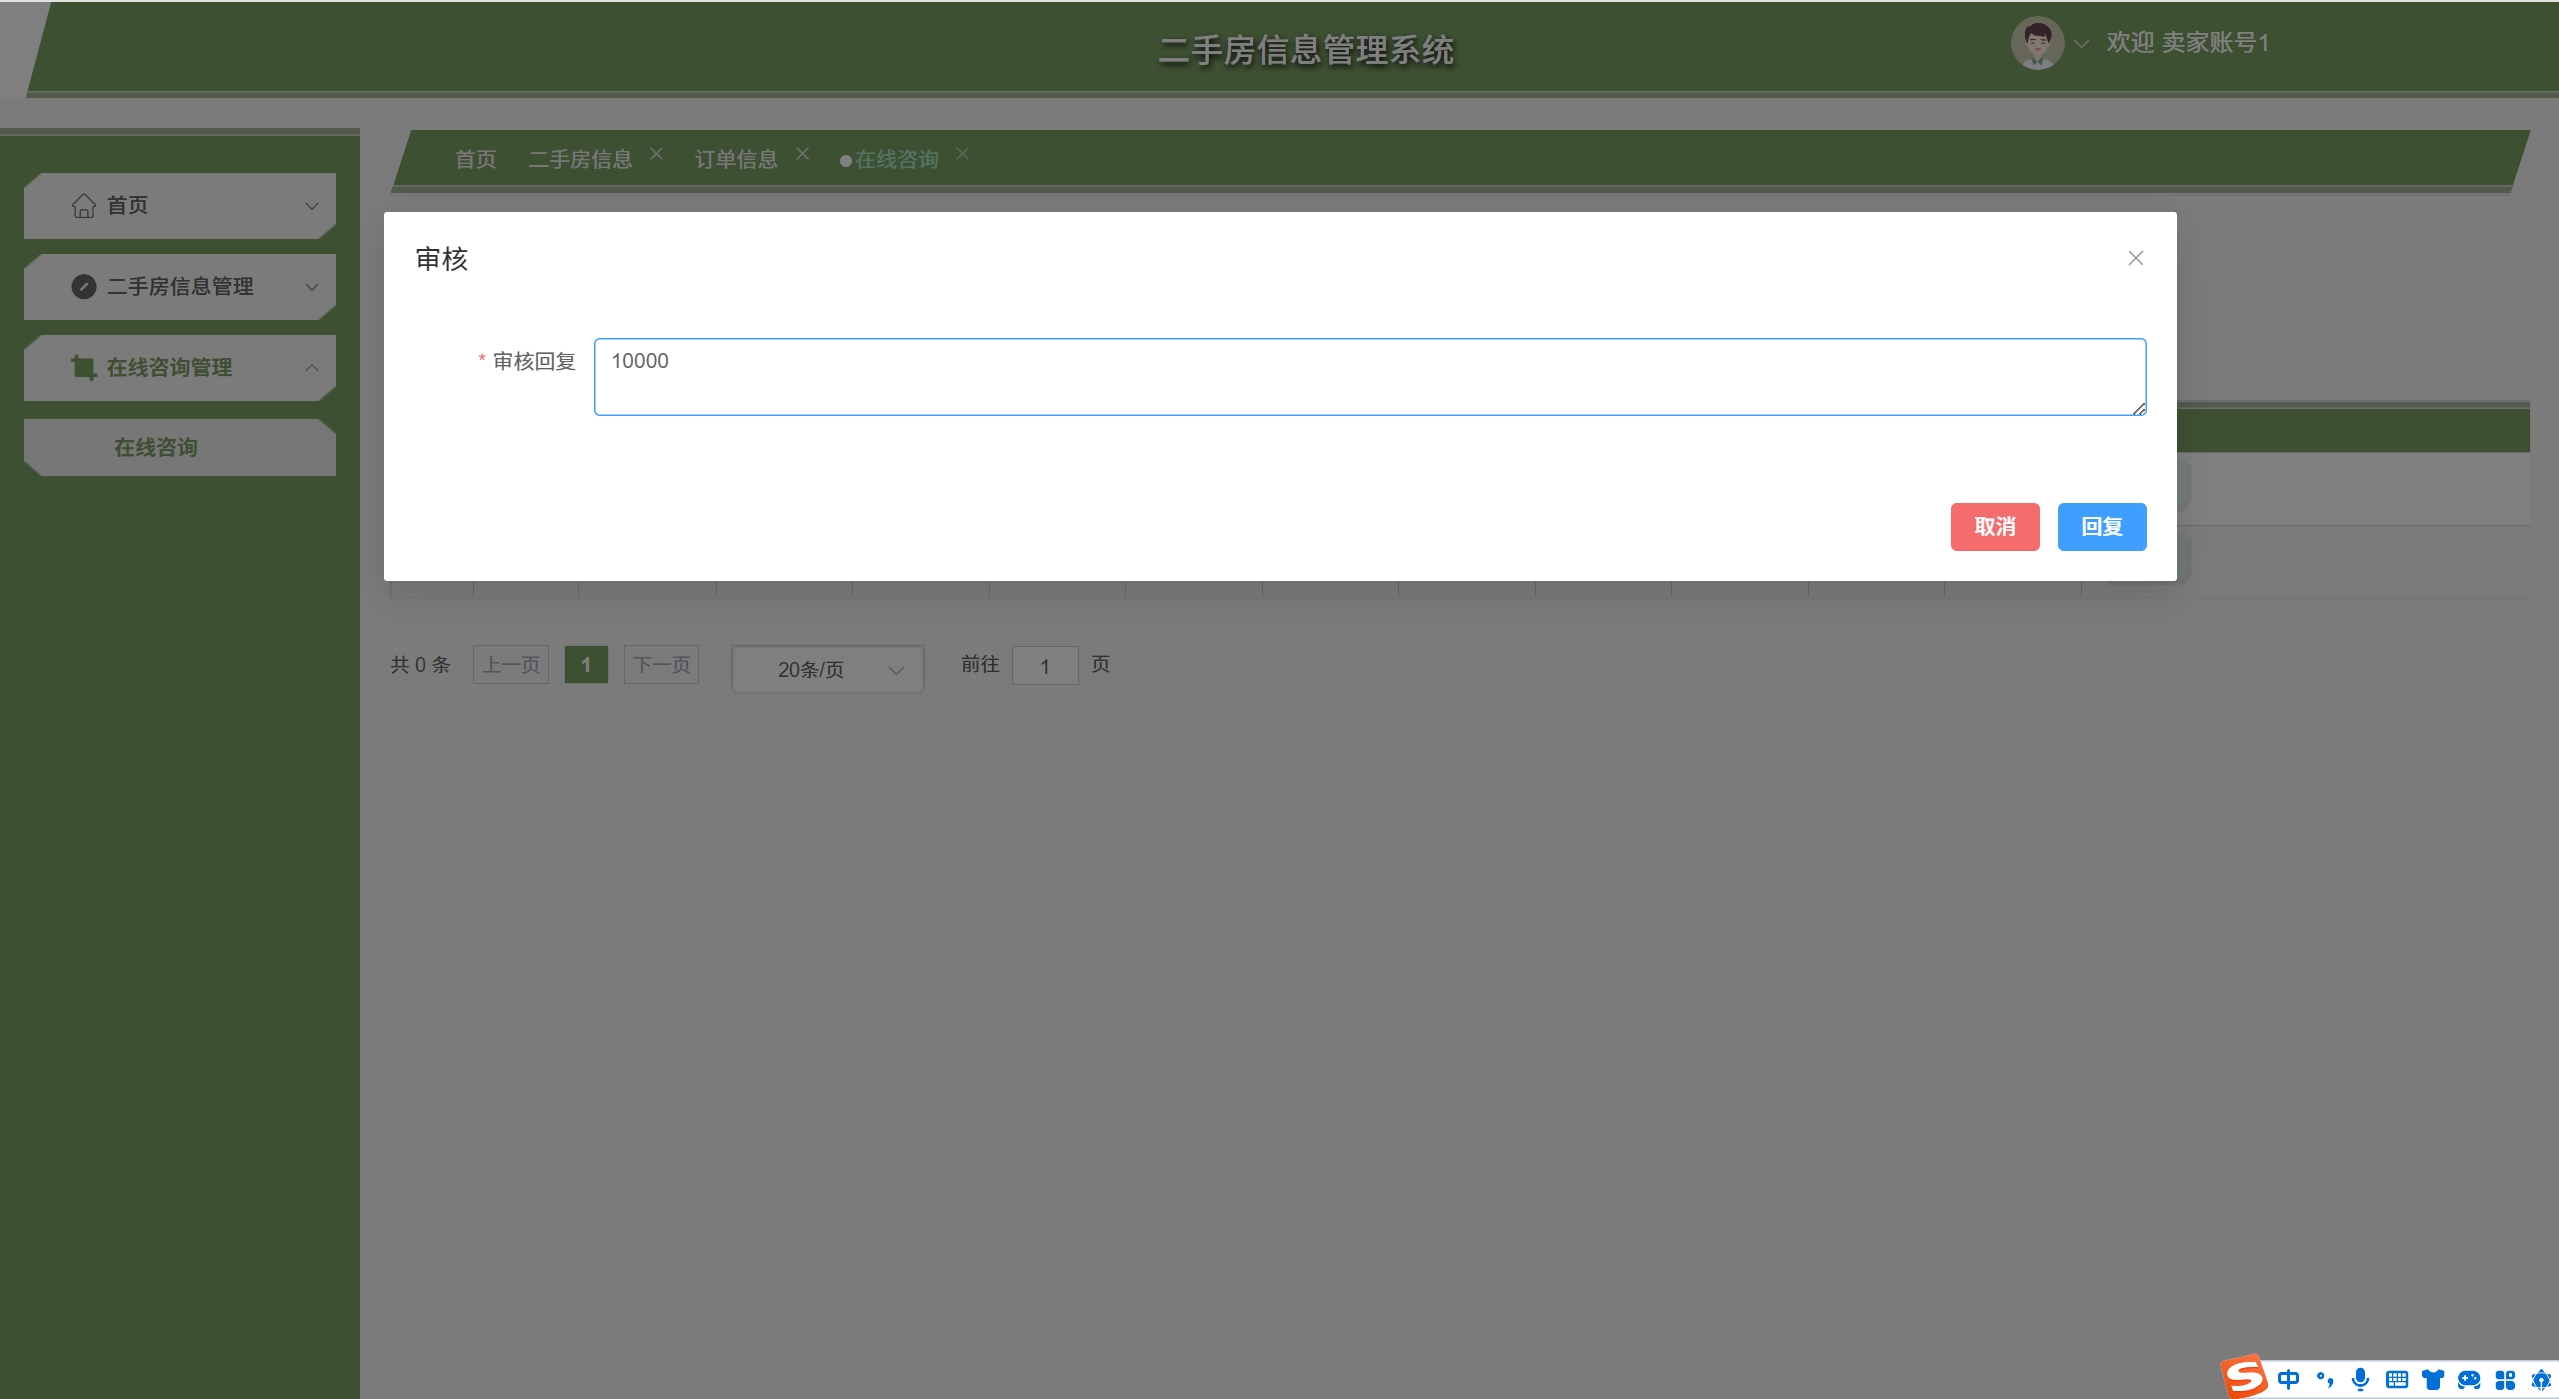 二手房信息管理系统
欢迎 卖家账号1
首页 二手房信息 订单信息 在线咨询
首页
二手房信息管理
在线咨询管理
在线咨询
审核
* 审核回复 10000
取消 回复
共 0 条 上一页 1 下一页 20条/页 前往 1 页
中